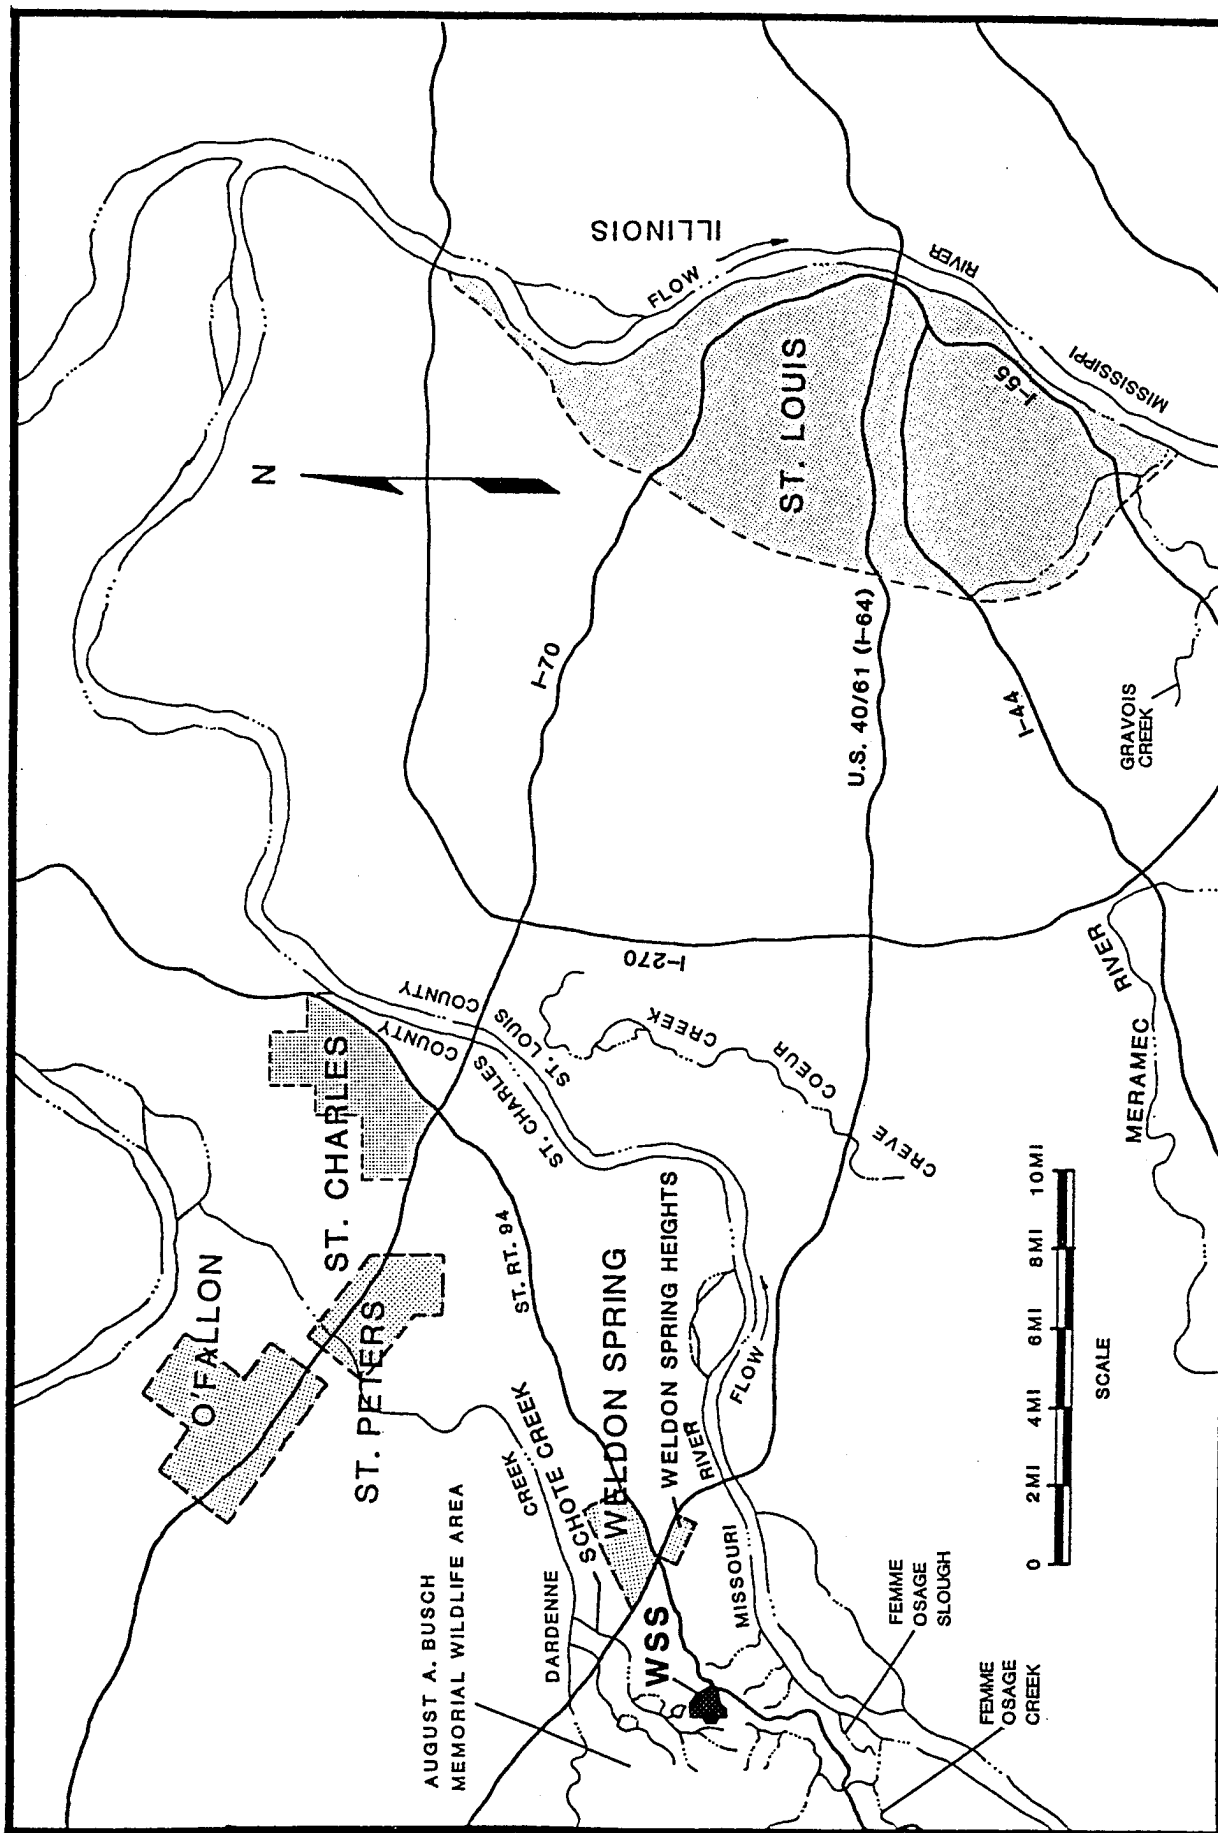 AUGUST A. BUSCH
MEMORIAL WILDLIFE AREA
O'FALLON
ST. PETERS
ST. CHARLES
N
ILLINOIS
FLOW
DARDENNE
CREEK
SCHOTE CREEK
ST. RT. 94
ST. CHARLES COUNTY
ST. LOUIS COUNTY
I-70
I-270
WELDON SPRING
WELDON SPRING HEIGHTS
WSS
MISSOURI
RIVER
FLOW
CREVE COEUR CREEK
U.S. 40/61 (I-64)
ST. LOUIS
I-44
I-55
MISSISSIPPI
RIVER
GRAVOIS
CREEK
MERAMEC
RIVER
FEMME
OSAGE
SLOUGH
FEMME
OSAGE
CREEK
0 2MI 4MI 6MI 8MI 10MI
SCALE